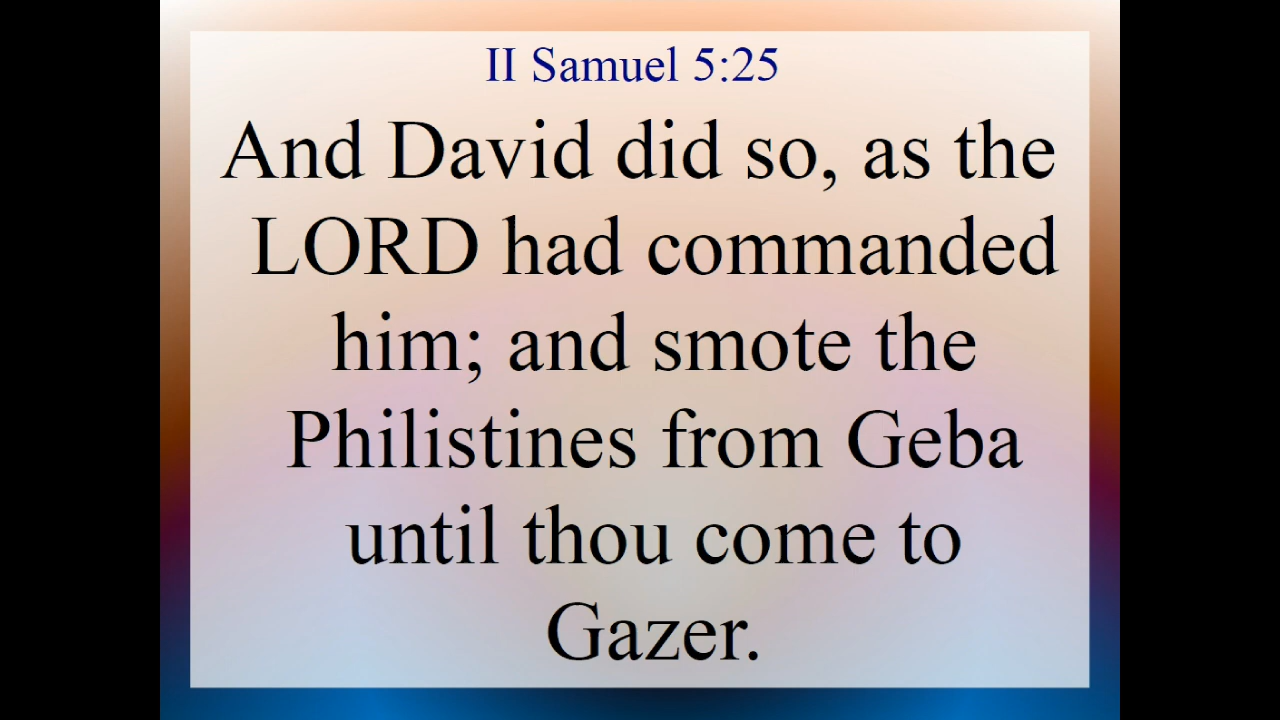 II Samuel 5:25
And David did so, as the
LORD had commanded
him; and smote the
Philistines from Geba
until thou come to
Gazer.